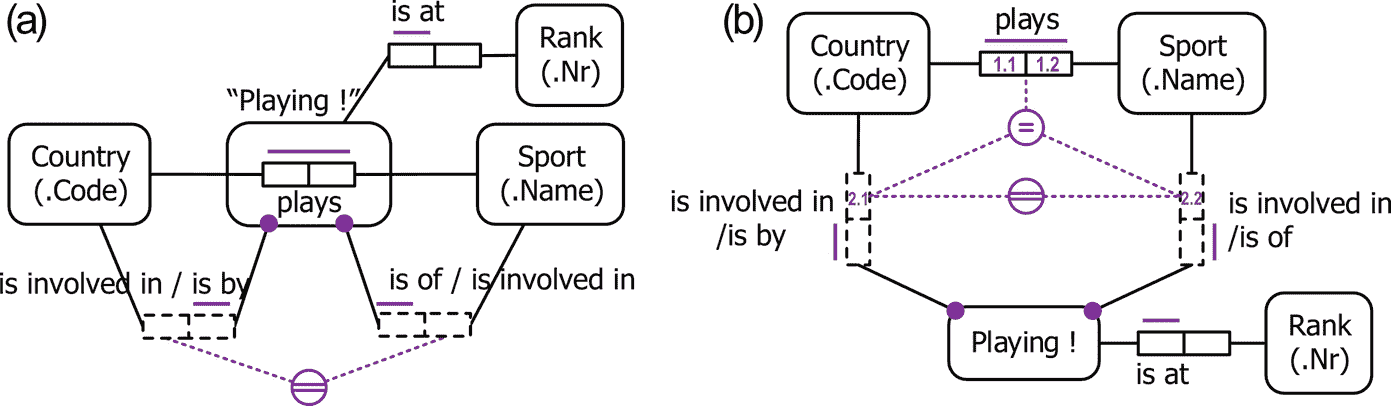 (a)
is at
Rank
(.Nr)
“Playing !”
Country
(.Code)
Sport
(.Name)
plays
is involved in / is by
is of / is involved in
(b)
plays
Country
(.Code)
1.1 1.2
Sport
(.Name)
=
is involved in
/is by
2.1
2.2
is involved in
/is of
Playing !
is at
Rank
(.Nr)